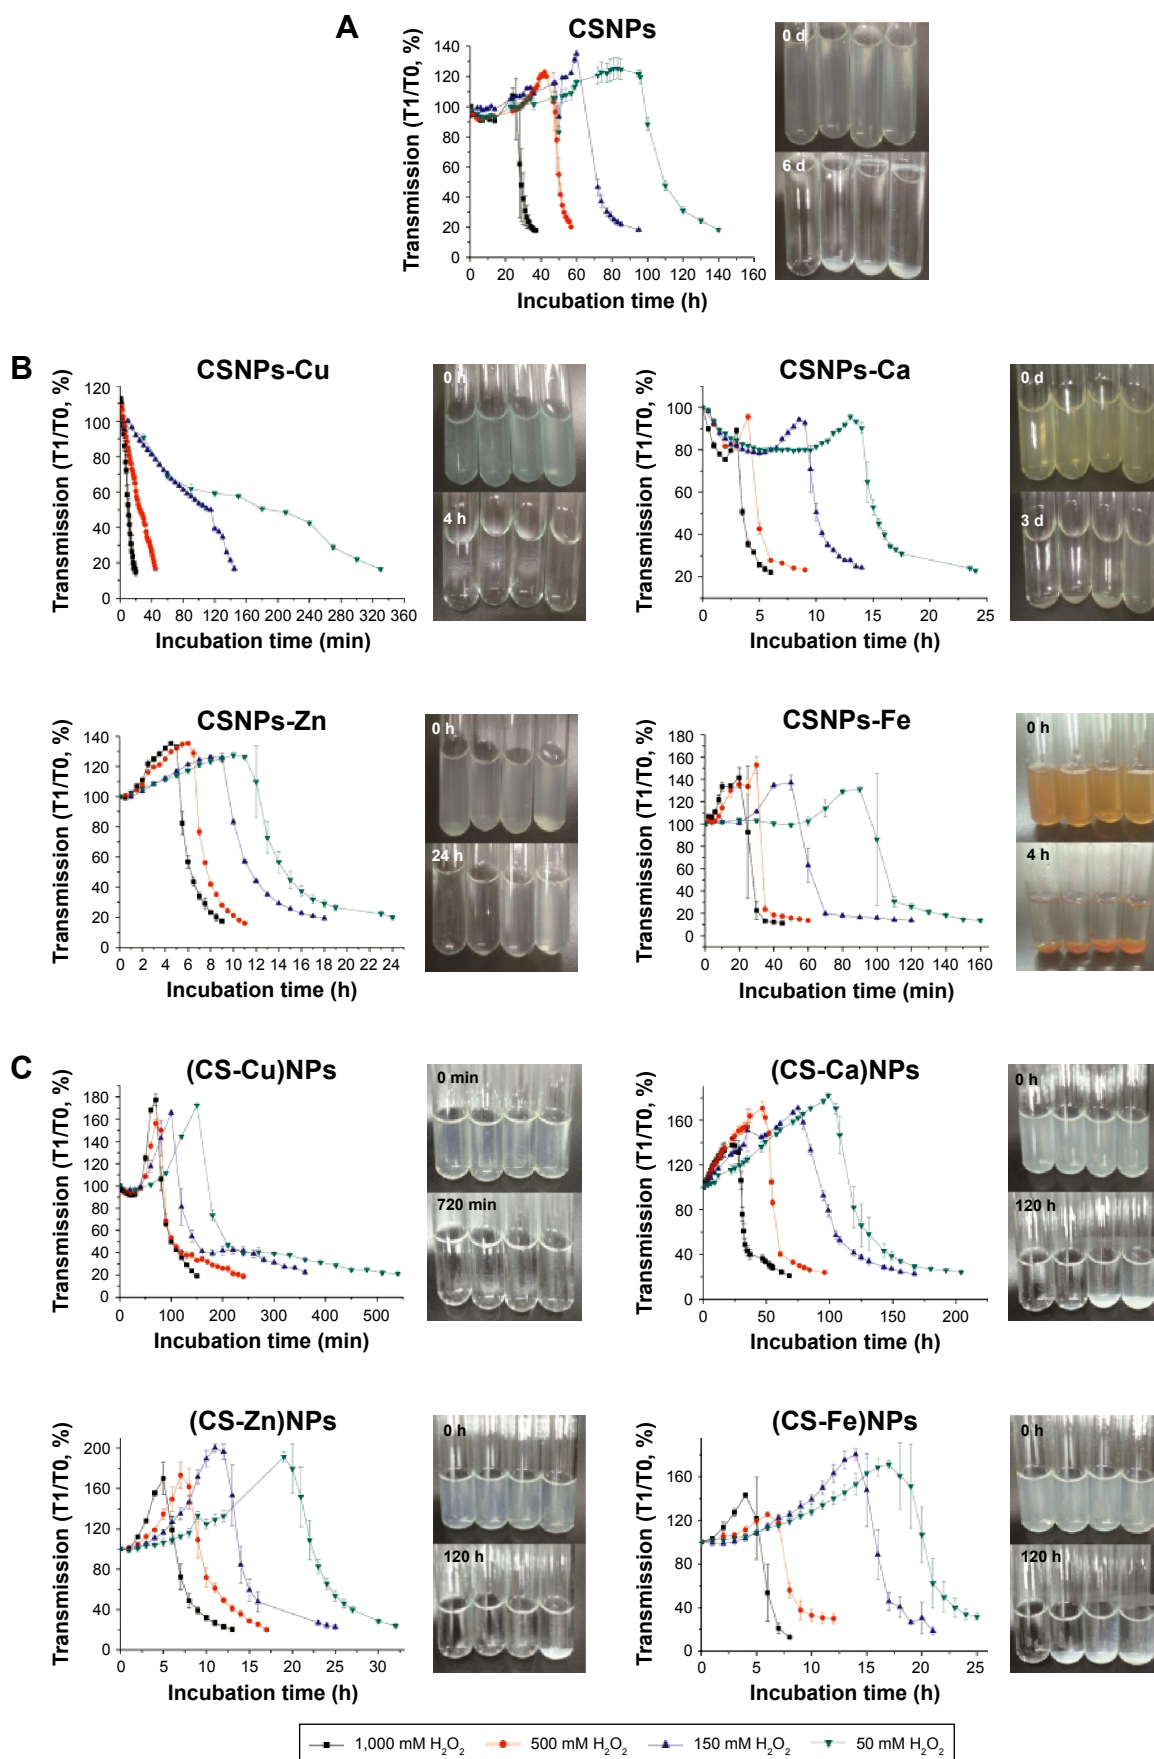 A
CSNPs
Transmission (T1/T0, %)
140
120
100
80
60
40
20
0
0 20 40 60 80 100 120 140 160
Incubation time (h)
0 d
6 d
B
CSNPs-Cu
Transmission (T1/T0, %)
120
100
80
60
40
20
0
0 40 80 120 160 200 240 280 320 360
Incubation time (min)
0 h
4 h
CSNPs-Ca
Transmission (T1/T0, %)
100
80
60
40
20
0 5 10 15 20 25
Incubation time (h)
0 d
3 d
CSNPs-Zn
Transmission (T1/T0, %)
140
120
100
80
60
40
20
0
0 2 4 6 8 10 12 14 16 18 20 22 24
Incubation time (h)
0 h
24 h
CSNPs-Fe
Transmission (T1/T0, %)
180
160
140
120
100
80
60
40
20
0
0 20 40 60 80 100 120 140 160
Incubation time (min)
0 h
4 h
C
(CS-Cu)NPs
Transmission (T1/T0, %)
180
160
140
120
100
80
60
40
20
0
0 100 200 300 400 500
Incubation time (min)
0 min
720 min
(CS-Ca)NPs
Transmission (T1/T0, %)
160
120
80
40
0
0 50 100 150 200
Incubation time (h)
0 h
120 h
(CS-Zn)NPs
Transmission (T1/T0, %)
200
160
120
80
40
0
0 5 10 15 20 25 30
Incubation time (h)
0 h
120 h
(CS-Fe)NPs
Transmission (T1/T0, %)
160
120
80
40
0
0 5 10 15 20 25
Incubation time (h)
0 h
120 h
1,000 mM H₂O₂ 500 mM H₂O₂ 150 mM H₂O₂ 50 mM H₂O₂